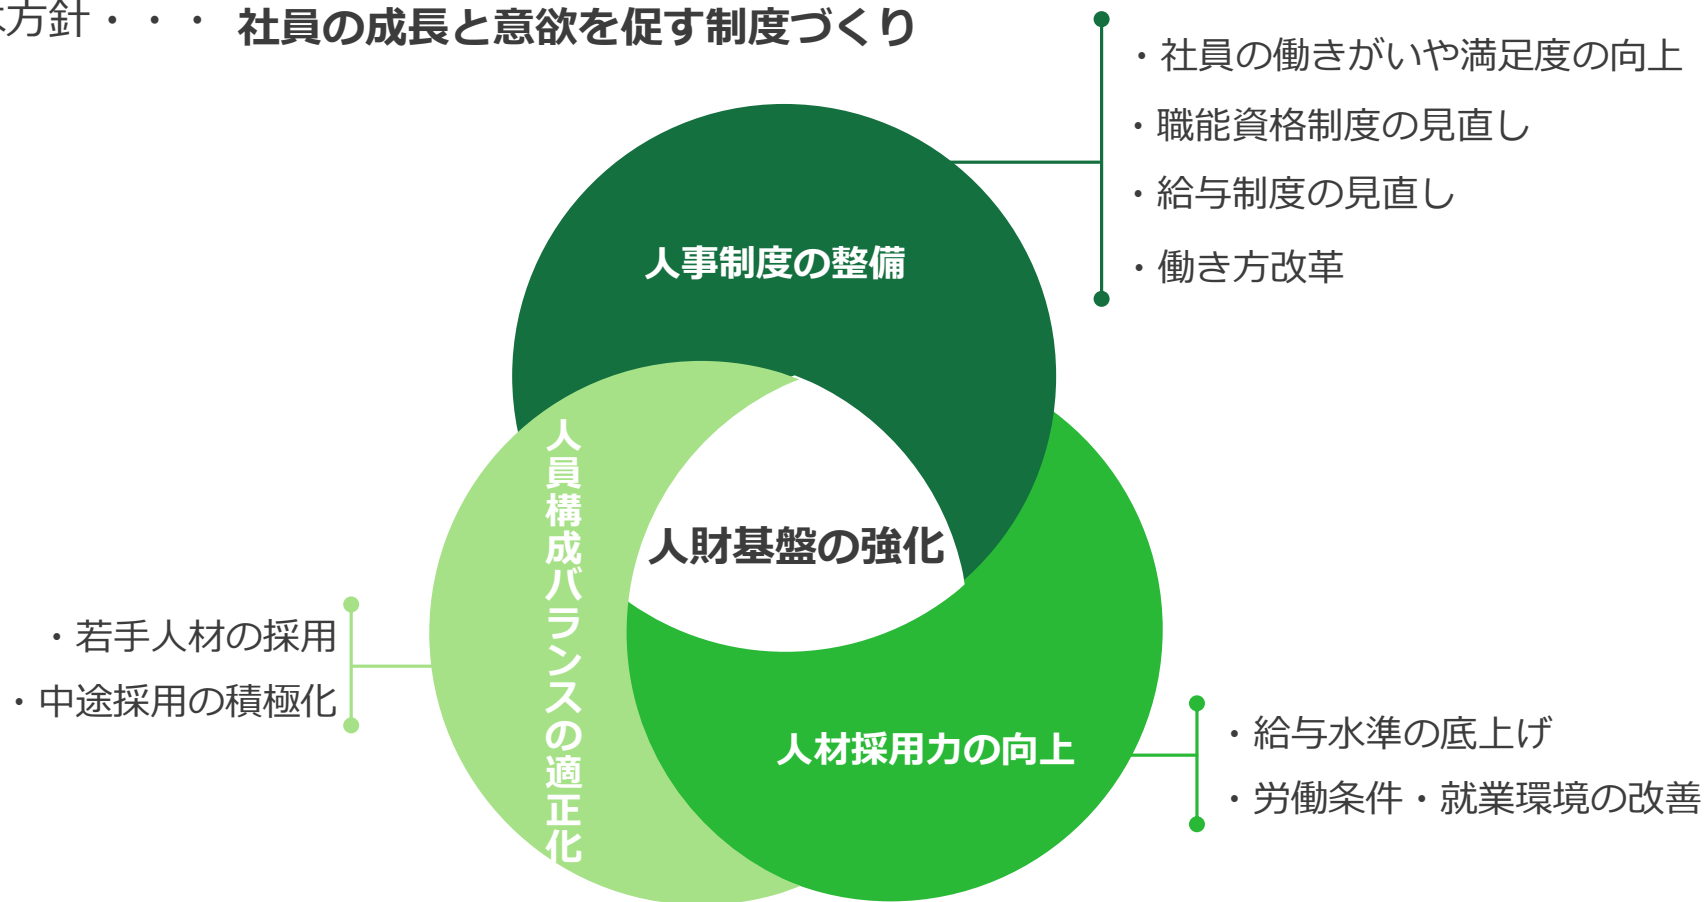 本方針・・・ 社員の成長と意欲を促す制度づくり
・社員の働きがいや満足度の向上
・職能資格制度の見直し
・給与制度の見直し
・働き方改革
人事制度の整備
人員構成バランスの適正化
人財基盤の強化
・若手人材の採用
・中途採用の積極化
人材採用力の向上
・給与水準の底上げ
・労働条件・就業環境の改善